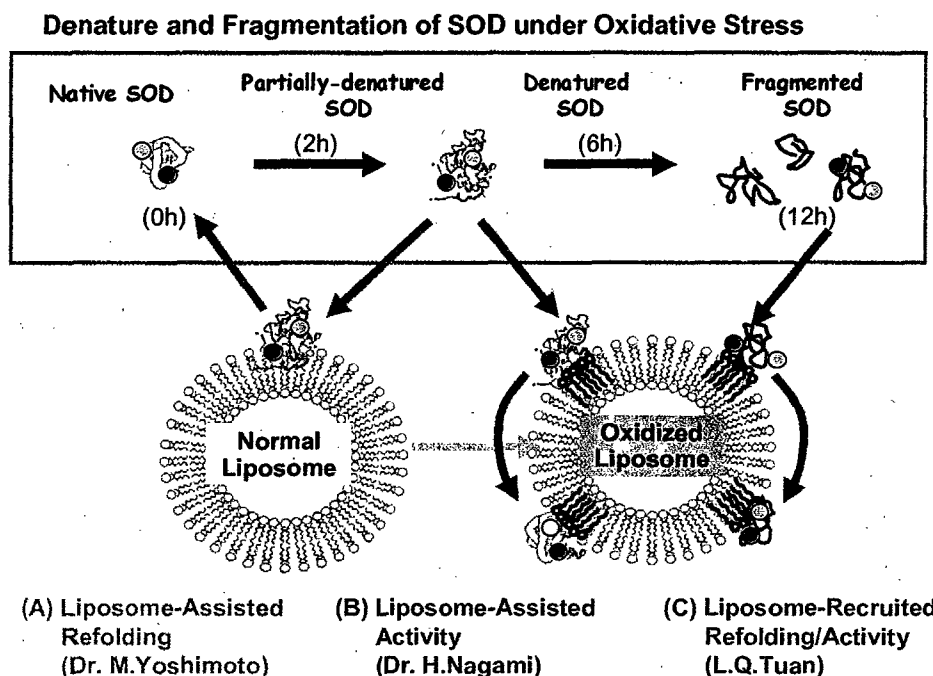 Denature and Fragmentation of SOD under Oxidative Stress
Native SOD
Partially-denatured
SOD
Denatured
SOD
Fragmented
SOD
(2h)
(6h)
(0h)
(12h)
Normal
Liposome
Oxidized
Liposome
(A) Liposome-Assisted
Refolding
(Dr. M.Yoshimoto)
(B) Liposome-Assisted
Activity
(Dr. H.Nagami)
(C) Liposome-Recruited
Refolding/Activity
(L.Q.Tuan)